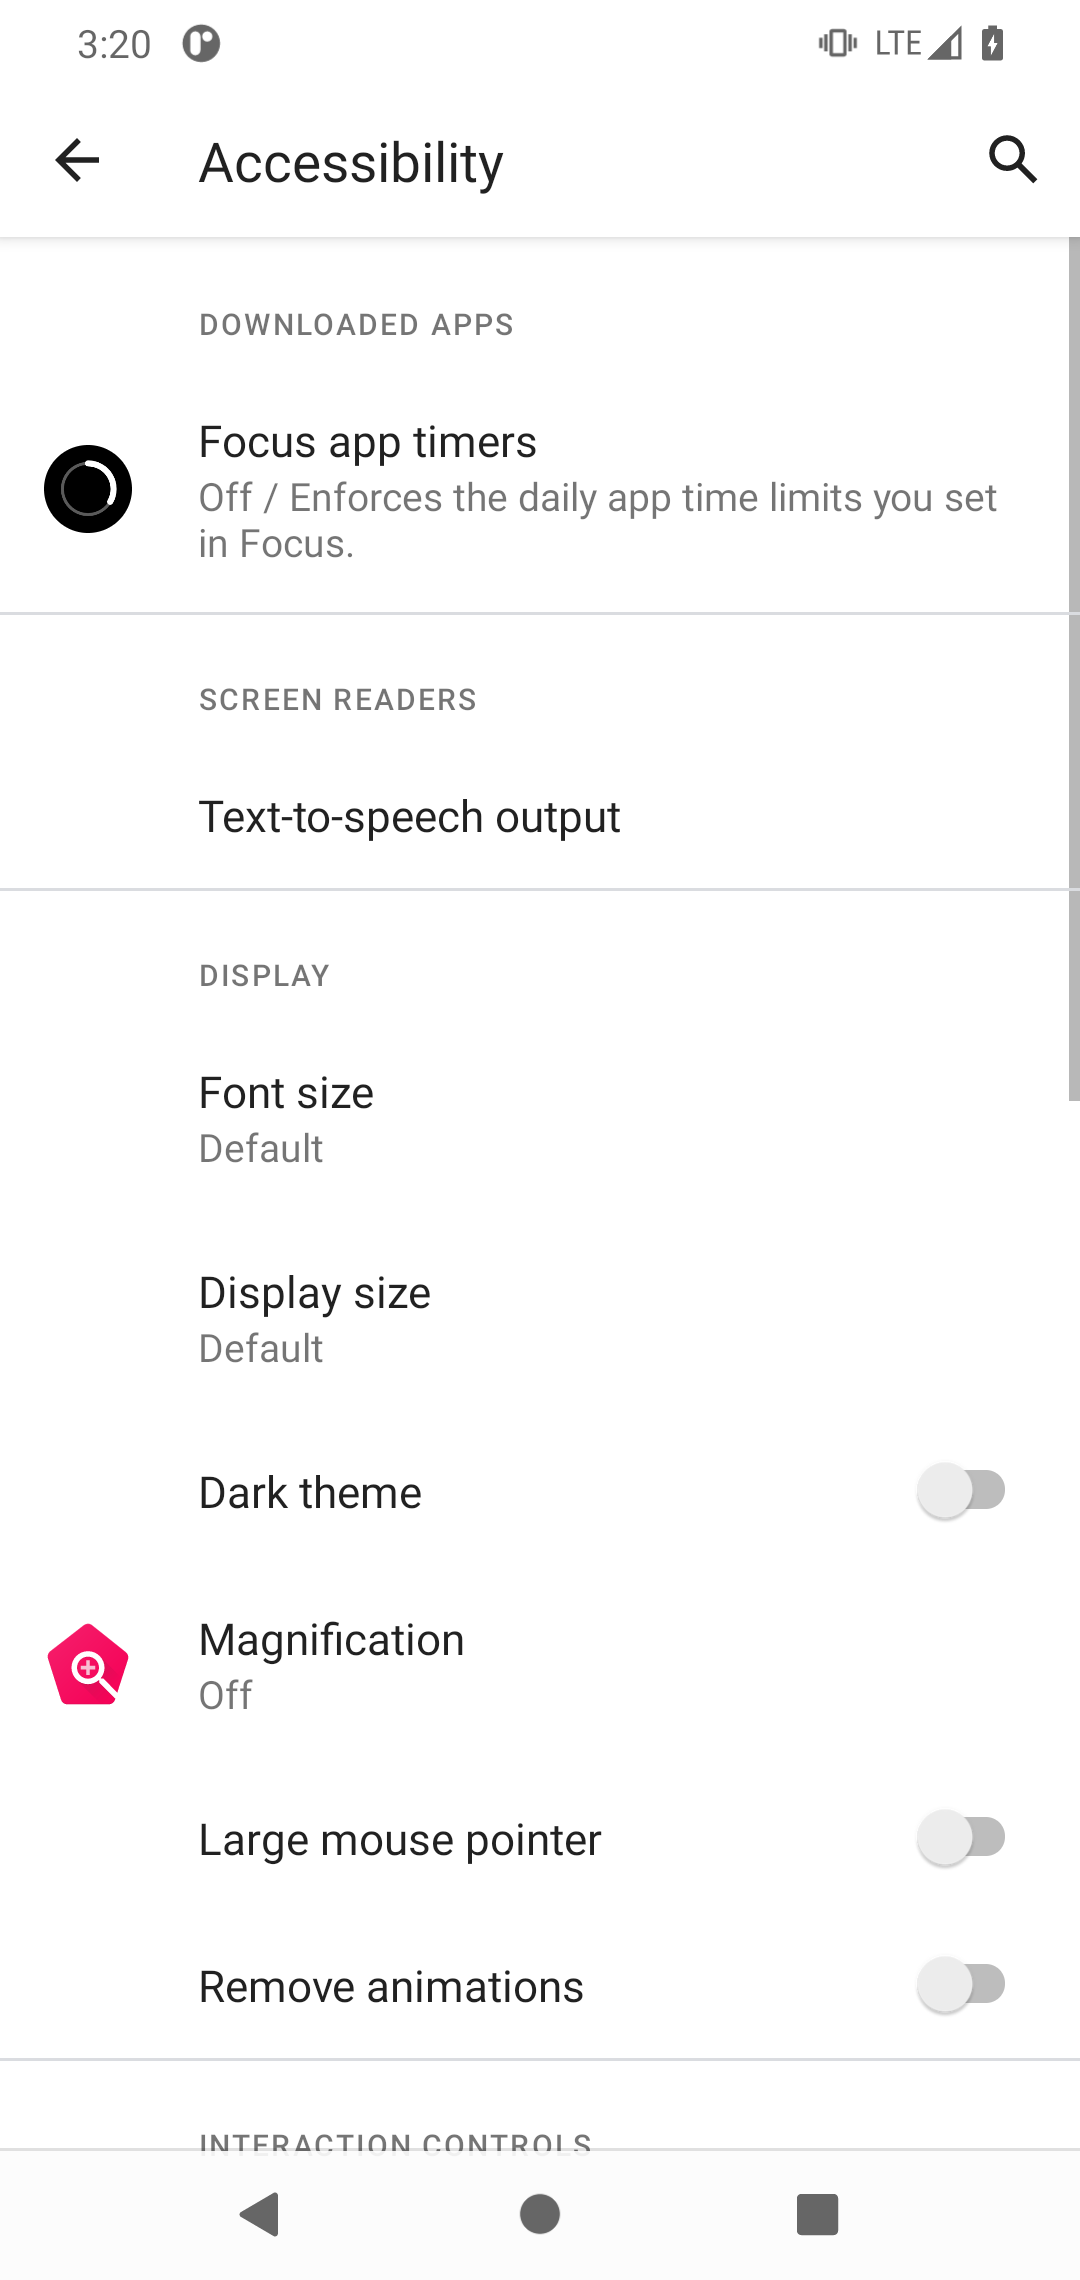 3:20
LTE
Accessibility
DOWNLOADED APPS
Focus app timers
Off / Enforces the daily app time limits you set
in Focus.
SCREEN READERS
Text-to-speech output
DISPLAY
Font size
Default
Display size
Default
Dark theme
Magnification
Off
Large mouse pointer
Remove animations
INTERACTION CONTROLS